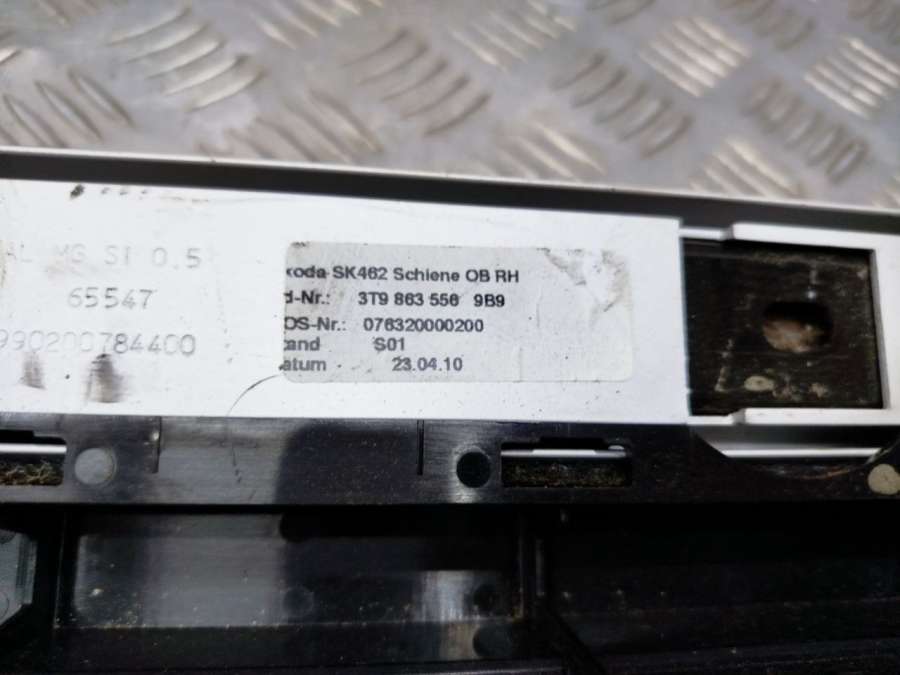 AL MG SI 0.5
65547
990200784400
koda SK462 Schiene OB RH
d-Nr.: 3T9 863 556 9B9
OS-Nr.: 076320000200
tand S01
atum 23.04.10